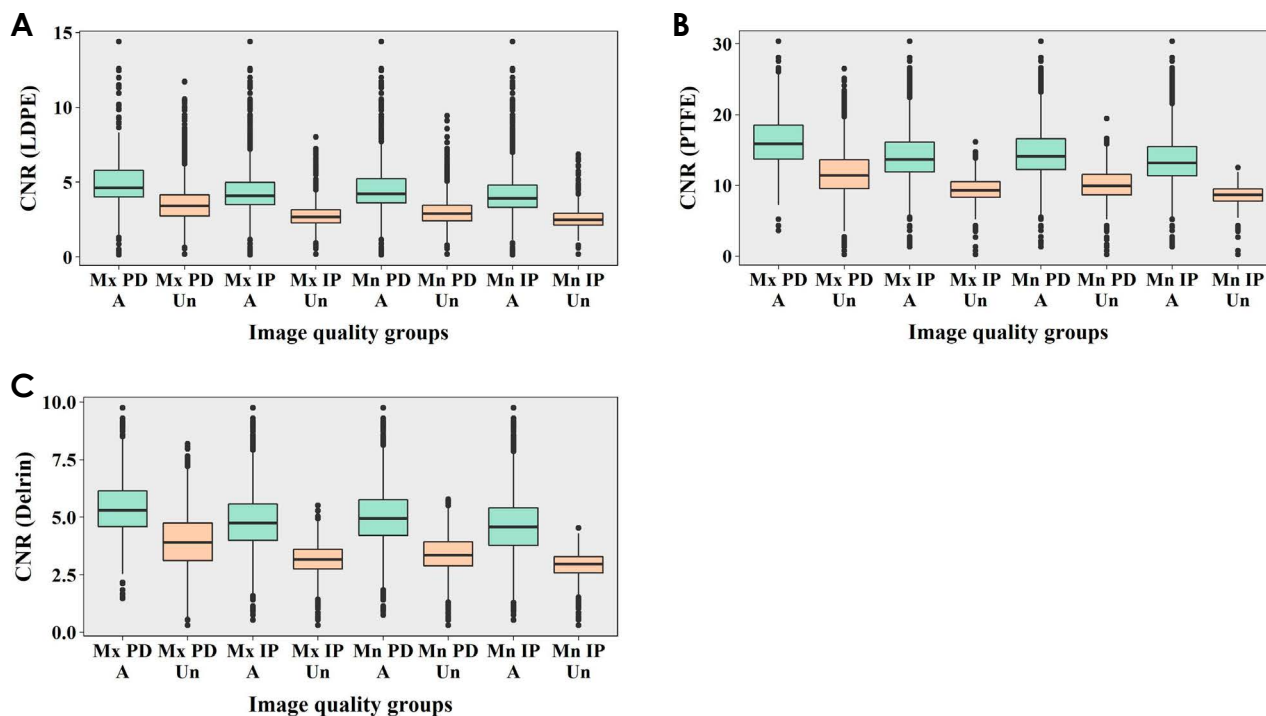 A
CNR (LDPE)
15
10
5
0
Mx PD Mx PD Mx IP Mx IP Mn PD Mn PD Mn IP Mn IP
A Un A Un A Un A Un
Image quality groups
B
CNR (PTFE)
30
20
10
0
Mx PD Mx PD Mx IP Mx IP Mn PD Mn PD Mn IP Mn IP
A Un A Un A Un A Un
Image quality groups
C
CNR (Delrin)
10.0
7.5
5.0
2.5
0.0
Mx PD Mx PD Mx IP Mx IP Mn PD Mn PD Mn IP Mn IP
A Un A Un A Un A Un
Image quality groups